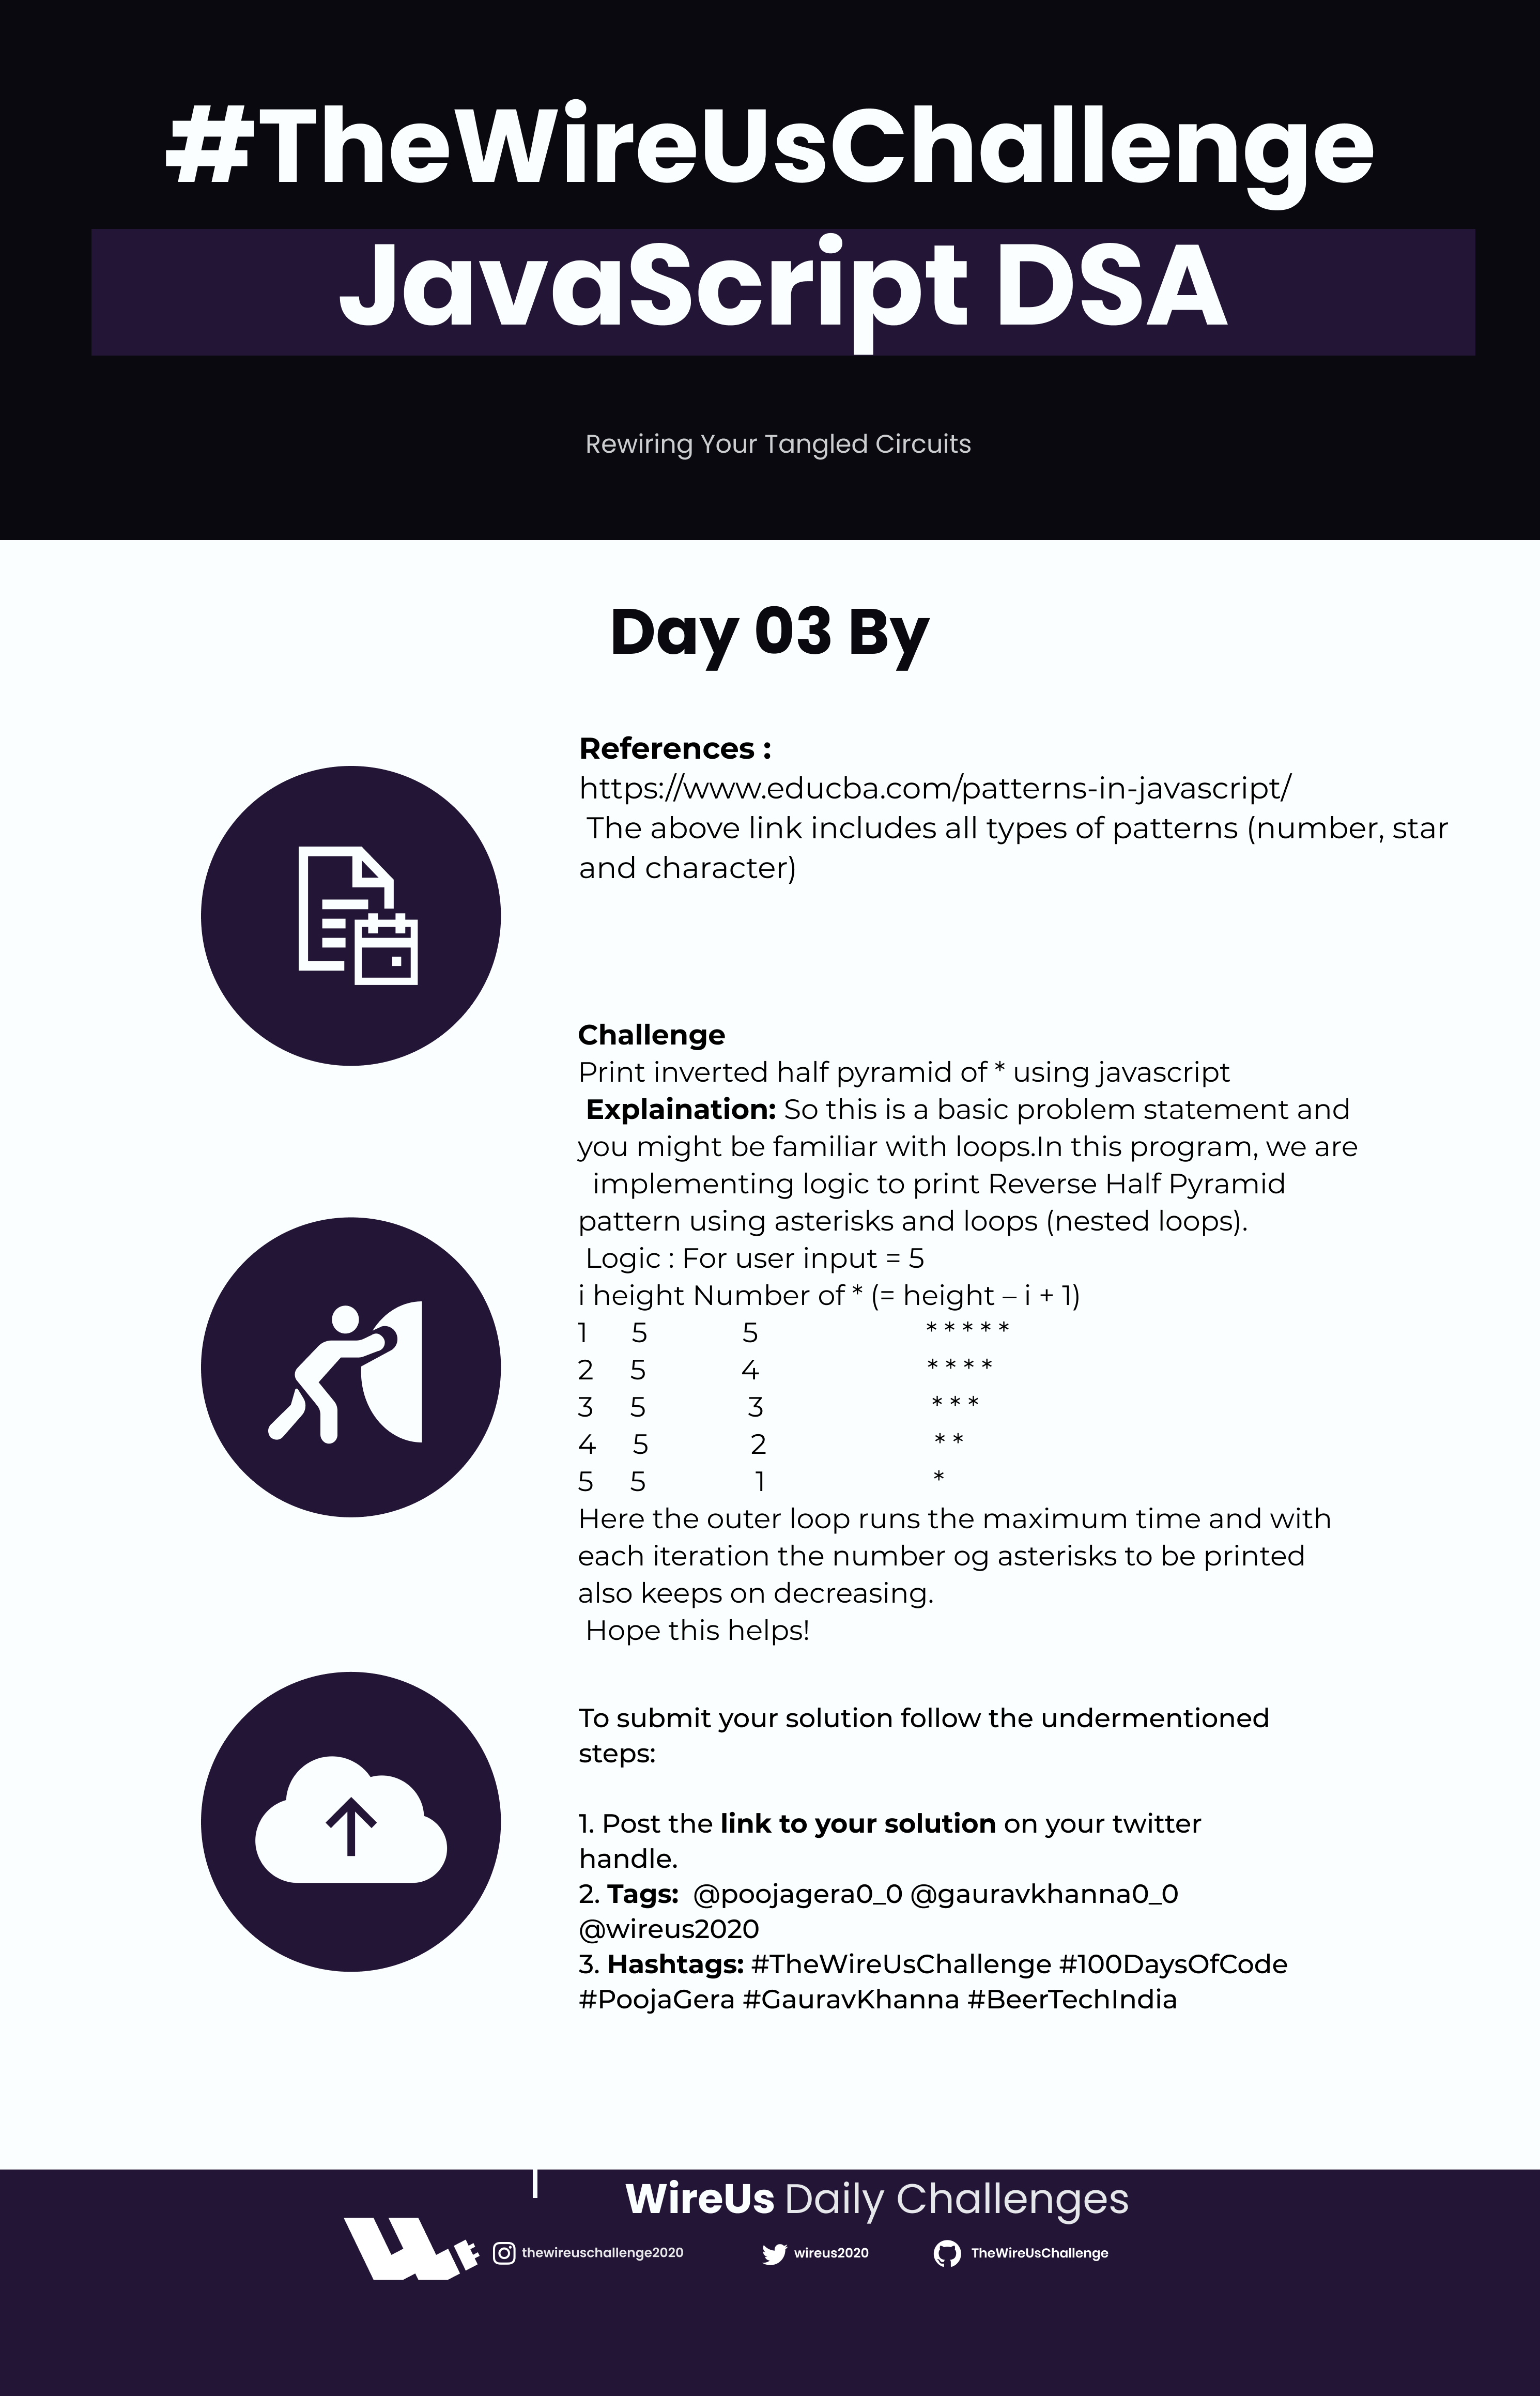 #TheWireUsChallenge
JavaScript DSA
Rewiring Your Tangled Circuits
Day 03 By
References :
https://www.educba.com/patterns-in-javascript/
The above link includes all types of patterns (number, star
and character)
Challenge
Print inverted half pyramid of * using javascript
Explaination: So this is a basic problem statement and
you might be familiar with loops.In this program, we are
implementing logic to print Reverse Half Pyramid
pattern using asterisks and loops (nested loops).
Logic : For user input = 5
i height Number of * (= height – i + 1)
1 5 5 * * * * *
2 5 4 * * * *
3 5 3 * * *
4 5 2 * *
5 5 1 *
Here the outer loop runs the maximum time and with
each iteration the number og asterisks to be printed
also keeps on decreasing.
Hope this helps!
To submit your solution follow the undermentioned
steps:
1. Post the link to your solution on your twitter
handle.
2. Tags: @poojagera0_0 @gauravkhanna0_0
@wireus2020
3. Hashtags: #TheWireUsChallenge #100DaysOfCode
#PoojaGera #GauravKhanna #BeerTechIndia
WireUs Daily Challenges
thewireuschallenge2020 wireus2020 TheWireUsChallenge